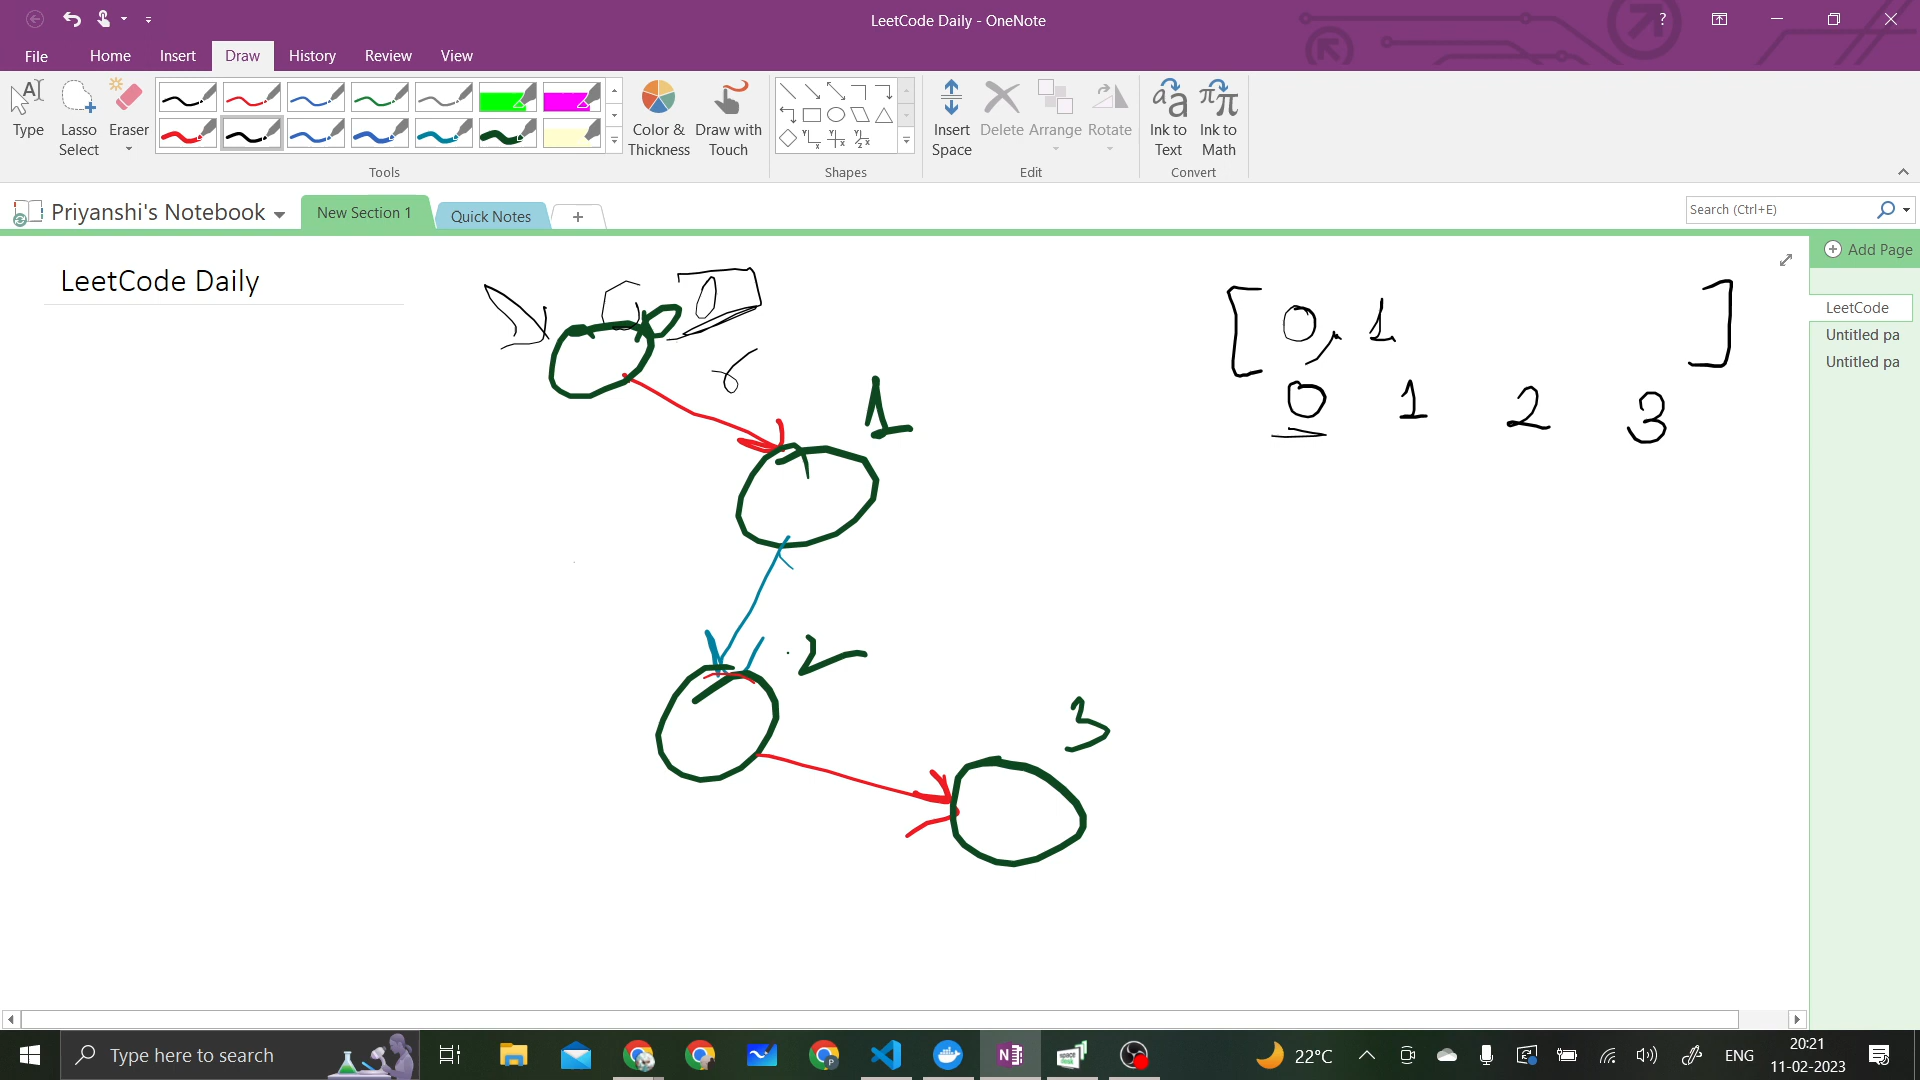 LeetCode Daily - OneNote
?
File Home Insert Draw History Review View
Type
Lasso Select
Eraser
Color & Thickness
Draw with Touch
Insert Space
Delete
Arrange
Rotate
Ink to Text
Ink to Math
Tools
Shapes
Edit
Convert
Priyanshi's Notebook
New Section 1
Quick Notes
+
Search (Ctrl+E)
Add Page
LeetCode
Untitled pa
Untitled pa
LeetCode Daily
0
[0, 1 ]
0 1 2 3
1
2
3
Type here to search
22°C
ENG
20:21
11-02-2023